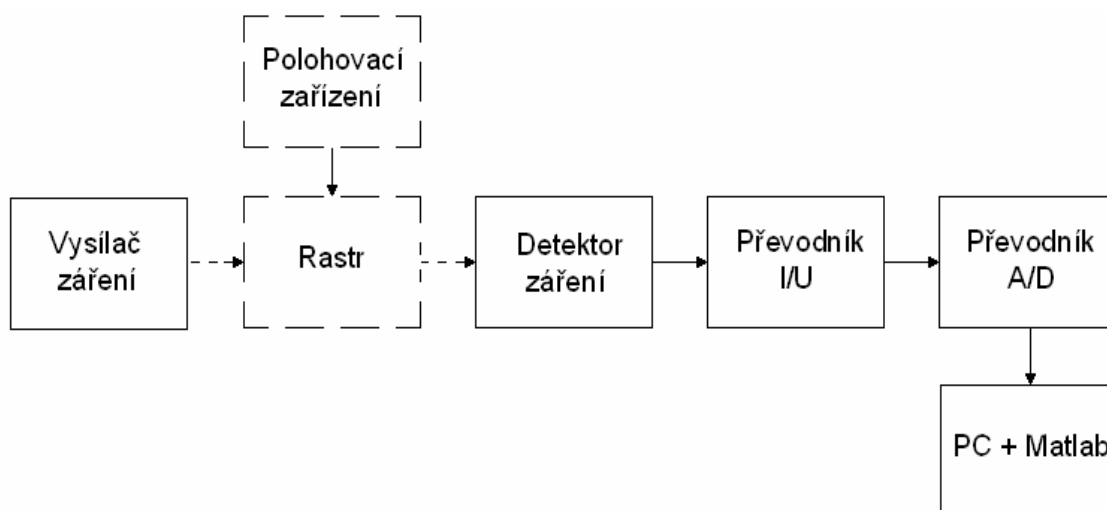 Polohovací
zařízení
Vysílač
záření
Rastr
Detektor
záření
Převodník
I/U
Převodník
A/D
PC + Matlab